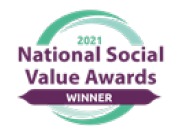 2021
National Social
Value Awards
WINNER